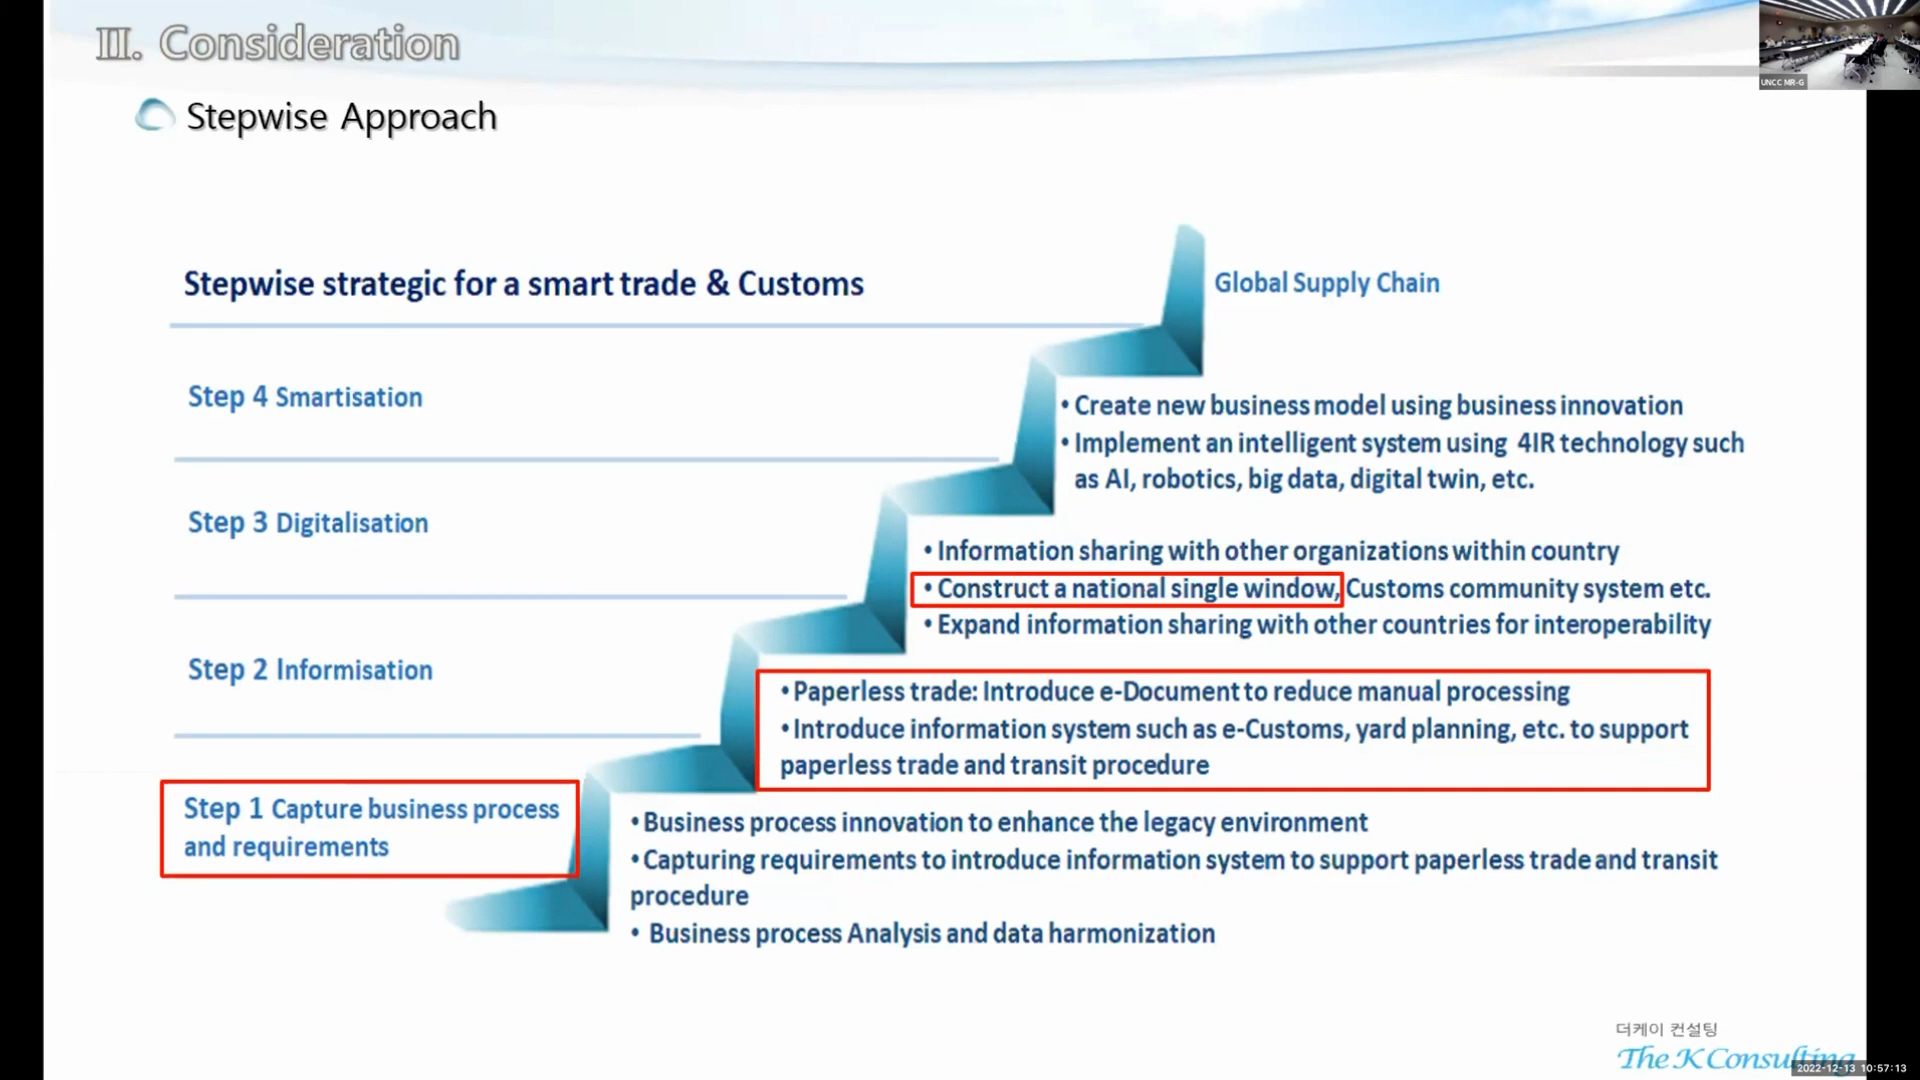 III. Consideration
UNCC MR-G
Stepwise Approach
Stepwise strategic for a smart trade & Customs
Global Supply Chain
Step 4 Smartisation
• Create new business model using business innovation
• Implement an intelligent system using 4IR technology such
as AI, robotics, big data, digital twin, etc.
Step 3 Digitalisation
• Information sharing with other organizations within country
• Construct a national single window, Customs community system etc.
• Expand information sharing with other countries for interoperability
Step 2 Informisation
• Paperless trade: Introduce e-Document to reduce manual processing
• Introduce information system such as e-Customs, yard planning, etc. to support
paperless trade and transit procedure
Step 1 Capture business process
and requirements
• Business process innovation to enhance the legacy environment
• Capturing requirements to introduce information system to support paperless trade and transit
procedure
• Business process Analysis and data harmonization
더케이 컨설팅
The K Consulting
2022-12-13 10:57:13